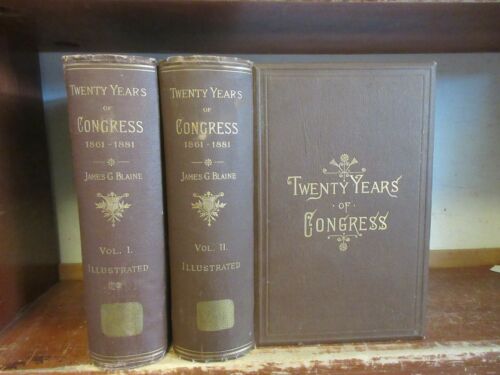 TWENTY YEARS
OF
CONGRESS
1861-1881
JAMES G. BLAINE
VOL. I.
ILLUSTRATED
TWENTY YEARS
OF
CONGRESS
1861-1881
JAMES G. BLAINE
VOL. II.
ILLUSTRATED
TWENTY YEARS
OF
CONGRESS